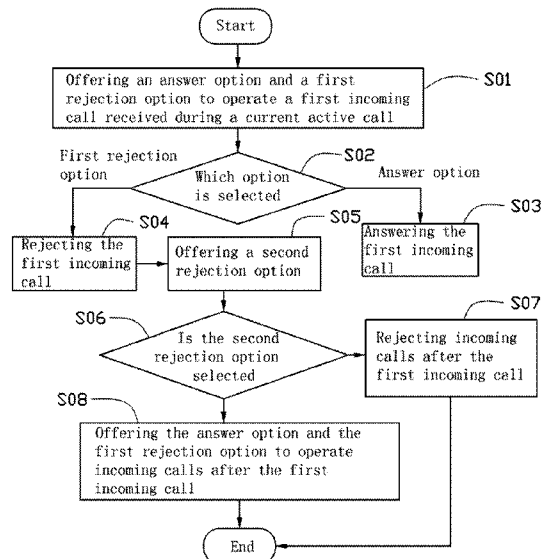 Start
Offering an answer option and a first
rejection option to operate a first incoming
call received during a current active call
S01
First rejection
option
S02
Which option
is selected
Answer option
S04
Rejecting the
first incoming
call
S05
Offering a second
rejection option
S03
Answering the
first incoming
call
S06
Is the second
rejection option
selected
S07
Rejecting incoming
calls after the
first incoming call
S08
Offering the answer option and the
first rejection option to operate
incoming calls after the first
incoming call
End